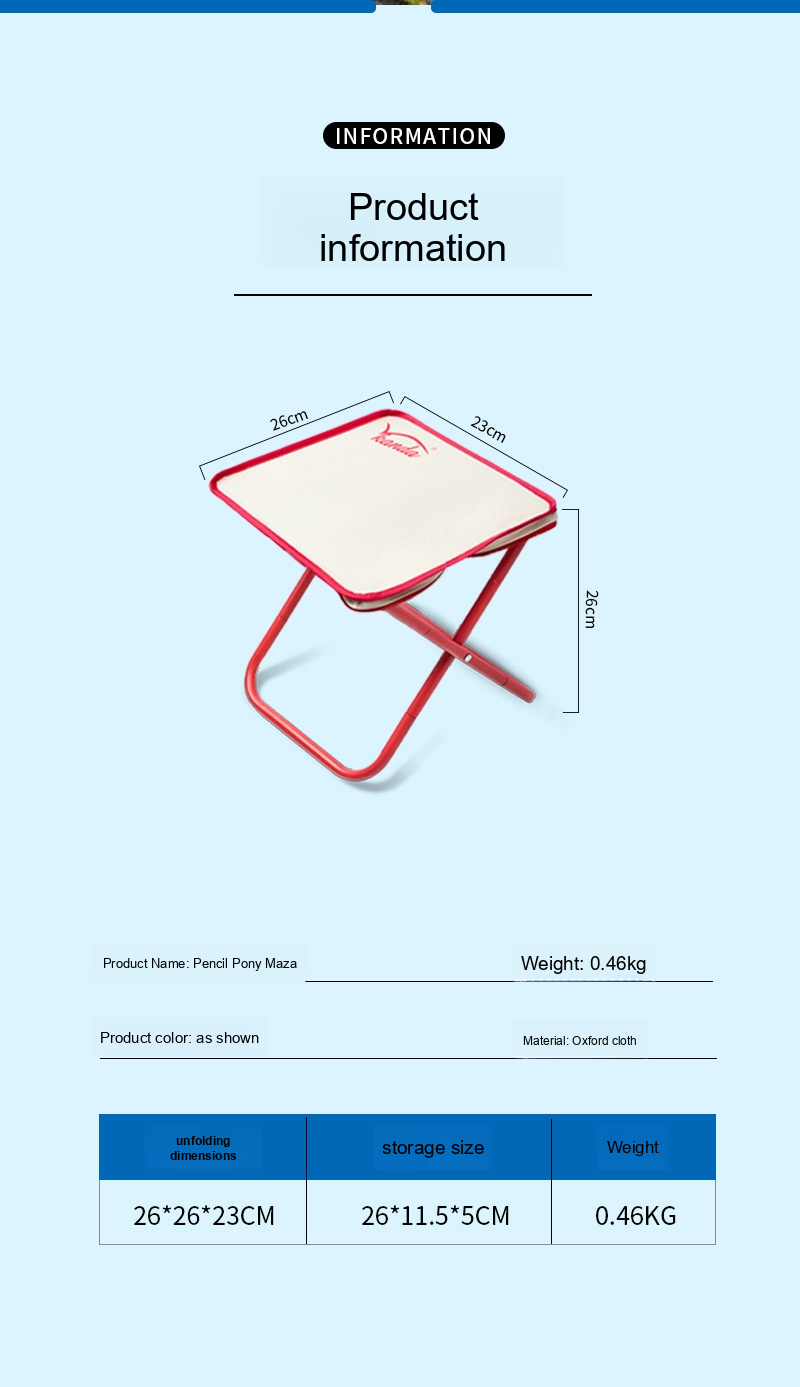 INFORMATION
Product
information
26cm
23cm
Kanda
26cm
Product Name: Pencil Pony Maza
Weight: 0.46kg
Product color: as shown
Material: Oxford cloth
unfolding
dimensions
storage size
Weight
26*26*23CM
26*11.5*5CM
0.46KG